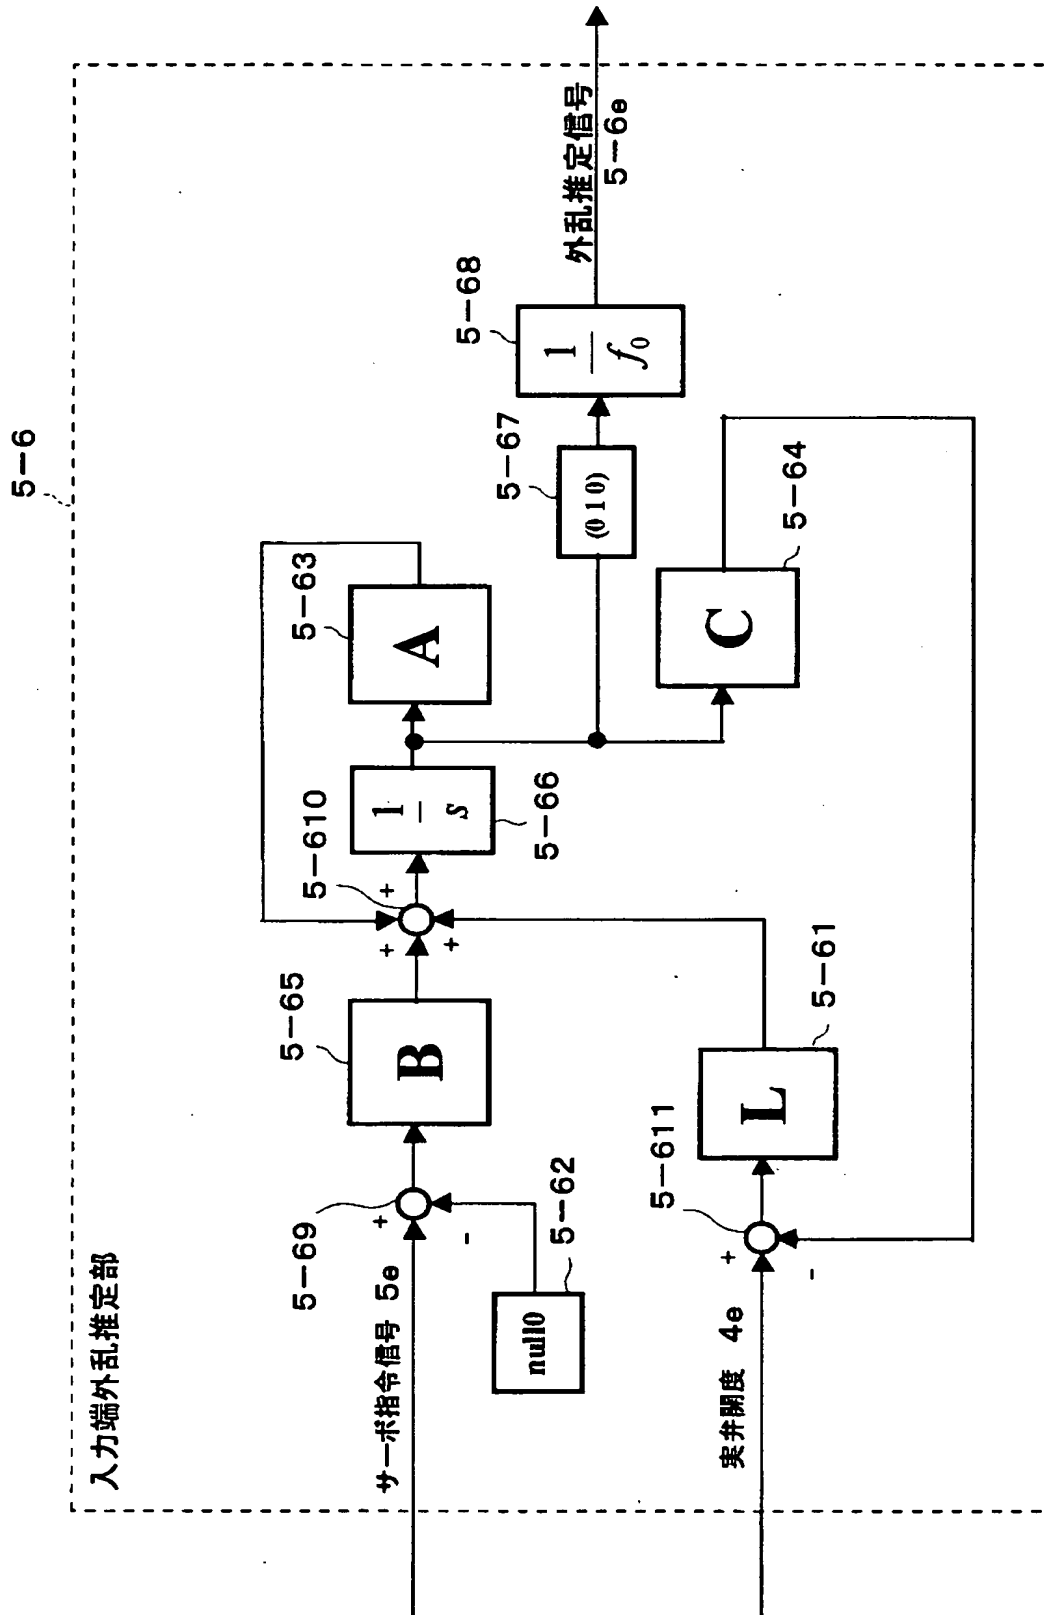 5-6
入力端外乱推定部
サーボ指令信号 5e
5-69
+
-
null0
5-62
B
5-65
5-610
+
+
+
1
s
5-66
A
5-63
(0 1 0)
5-67
1
f0
5-68
外乱推定信号
5-6e
実弁開度 4e
5-611
+
-
L
5-61
C
5-64